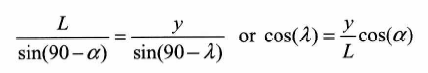 L/sin(90−α) = y/sin(90−λ) or cos(λ) = y/L cos(α)